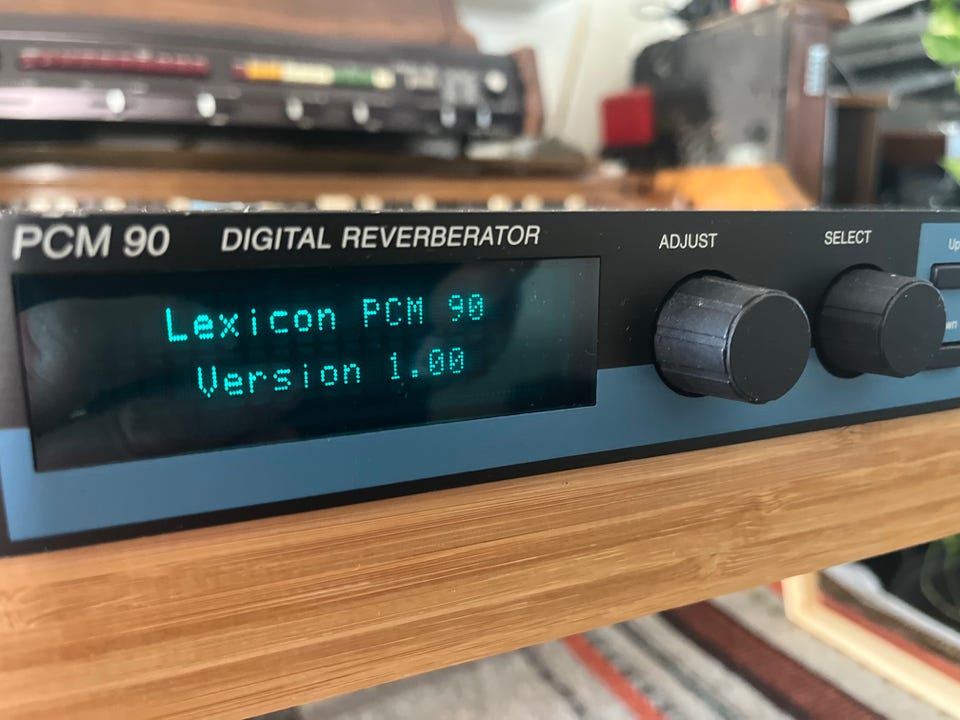 PCM 90 DIGITAL REVERBERATOR ADJUST SELECT
Lexicon PCM 90
Version 1.00